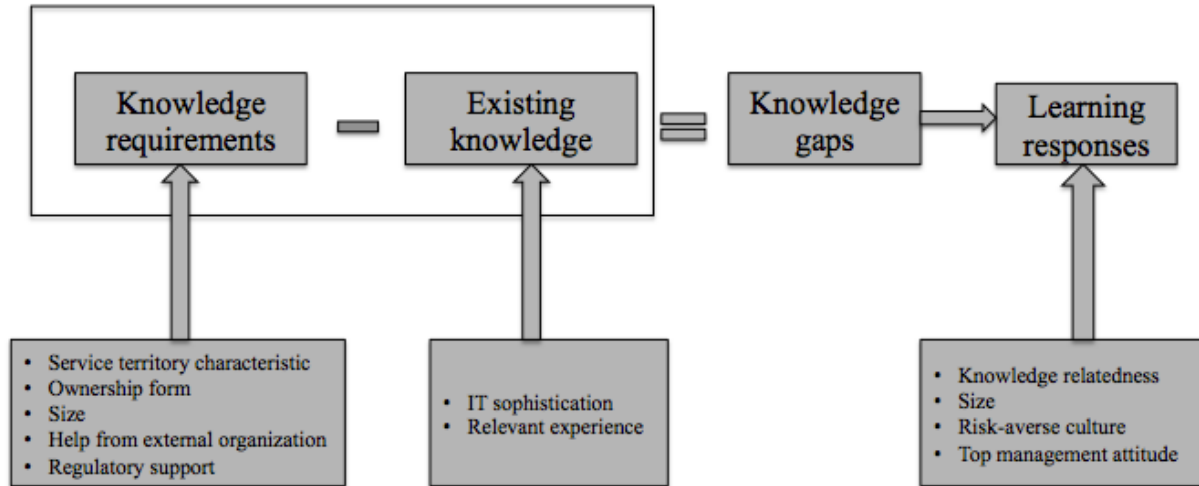 Knowledge
requirements
Existing
knowledge
Knowledge
gaps
Learning
responses
• Service territory characteristic
• Ownership form
• Size
• Help from external organization
• Regulatory support
• IT sophistication
• Relevant experience
• Knowledge relatedness
• Size
• Risk-averse culture
• Top management attitude